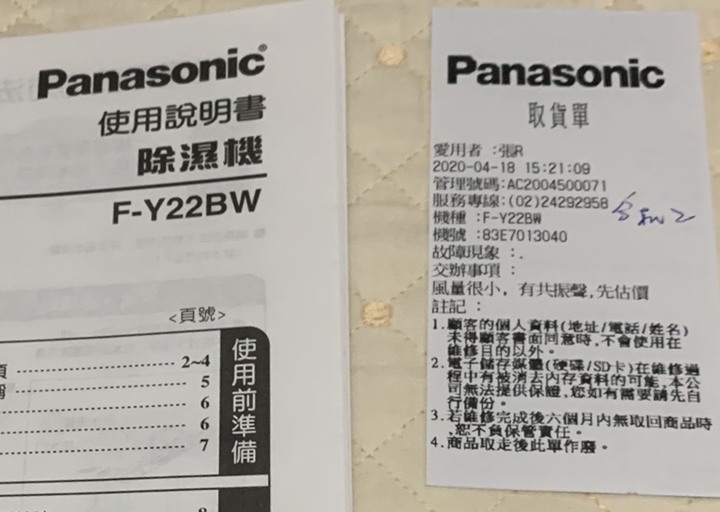 Panasonic®
使用說明書
除濕機
F-Y22BW
<頁號>
項 2~4
稱 5
6
6
7
8
使用前準備
Panasonic
取貨單
愛用者:張R
2020-04-18 15:21:09
管理號碼:AC2004500071
服務專線:(02)24292958
機種:F-Y22BW
機號:83E7013040
故障現象:.
交辦事項:
風量很小，有共振聲,先估價
註記:
1.顧客的個人資料(地址/電話/姓名)
未得顧客書面同意時,不會使用在
維修目的以外。
2.電子儲存媒體(硬碟/SD卡)在維修過
程中有被消去內存資料的可能,本公
司無法提供保證,您如有需要請先自
行備份。
3.若維修完成後六個月內無取回商品時
,恕不負保管責任。
4.商品取走後此單作廢。